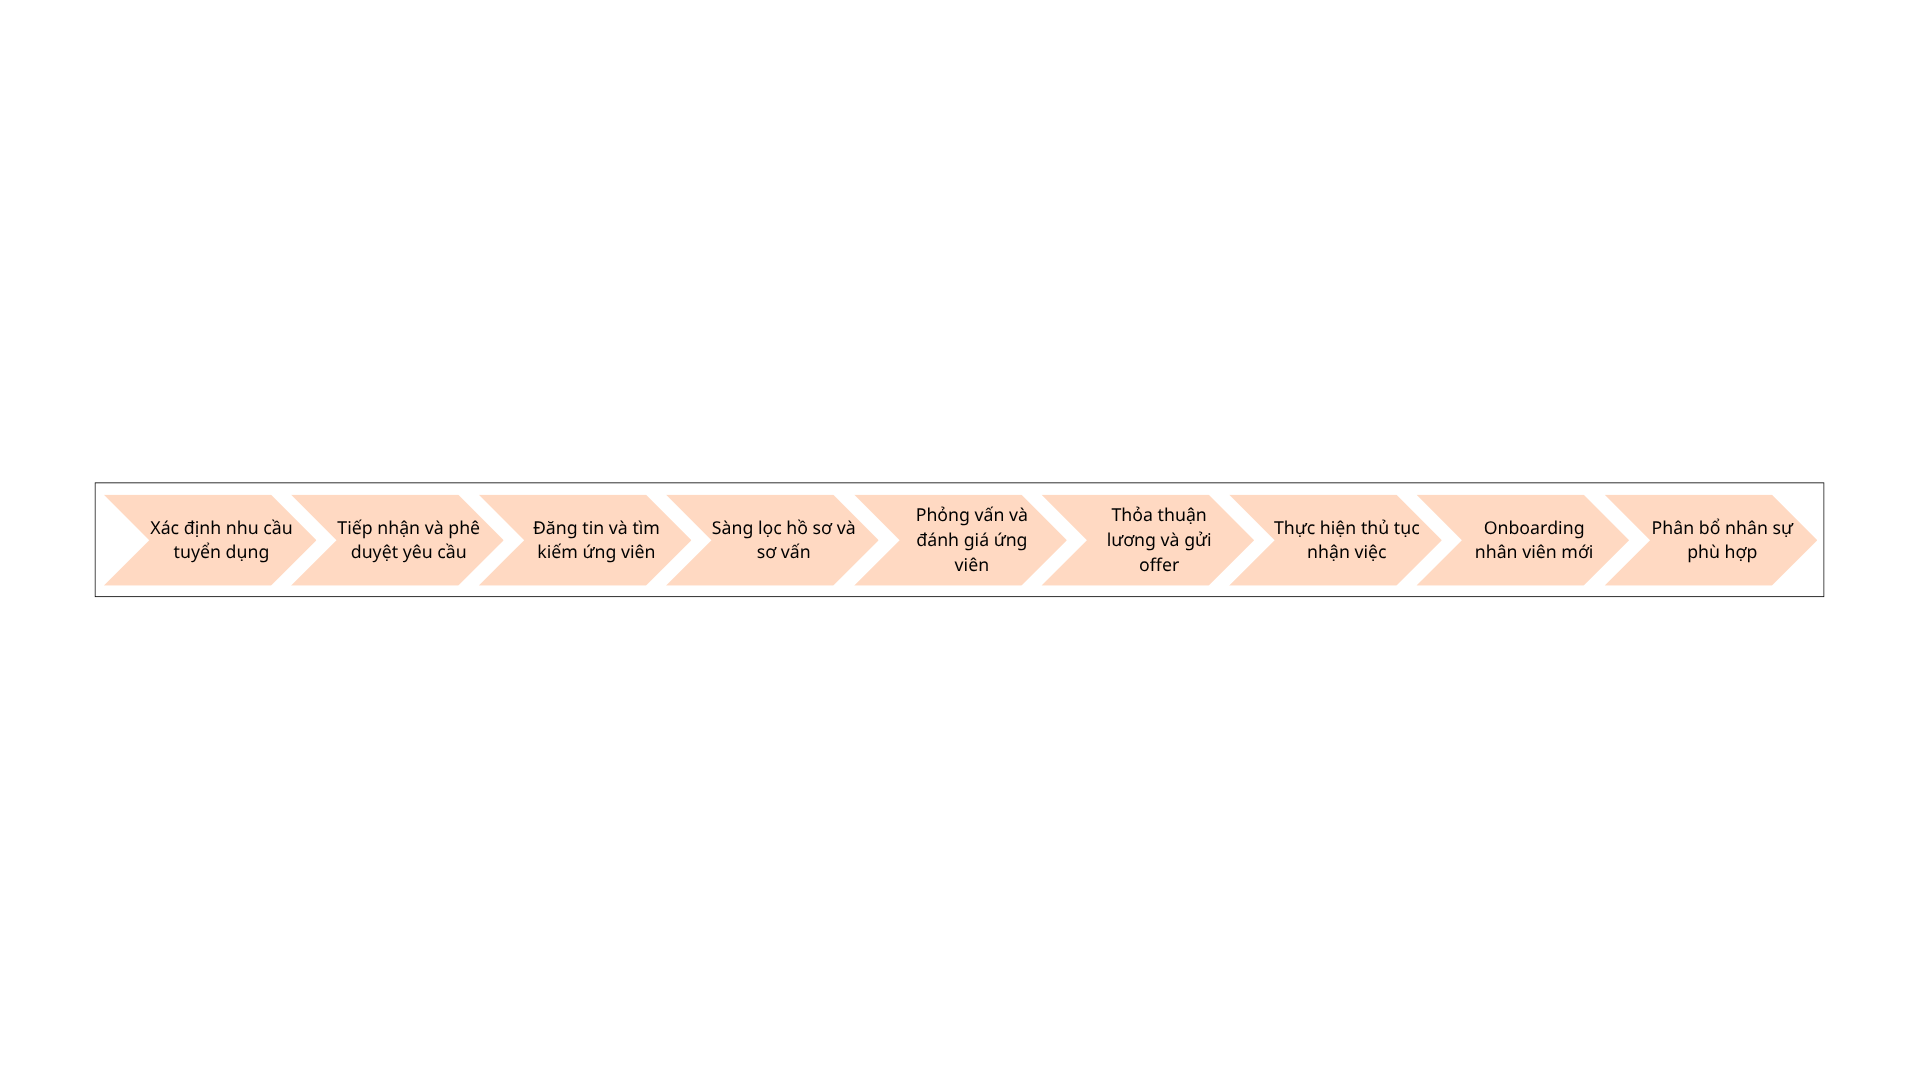 Xác định nhu cầu
tuyển dụng
Tiếp nhận và phê
duyệt yêu cầu
Đăng tin và tìm
kiếm ứng viên
Sàng lọc hồ sơ và
sơ vấn
Phỏng vấn và
đánh giá ứng
viên
Thỏa thuận
lương và gửi
offer
Thực hiện thủ tục
nhận việc
Onboarding
nhân viên mới
Phân bổ nhân sự
phù hợp